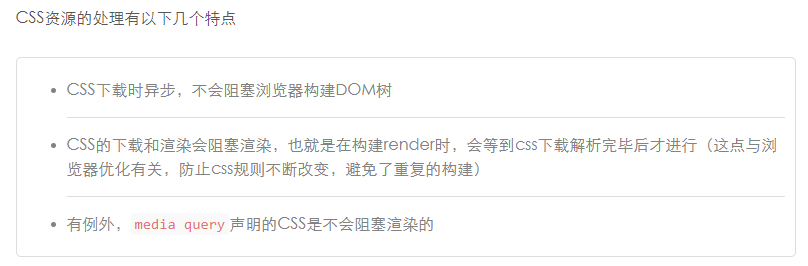 CSS资源的处理有以下几个特点
CSS下载时异步，不会阻塞浏览器构建DOM树
CSS的下载和渲染会阻塞渲染，也就是在构建render时，会等到css下载解析完毕后才进行（这点与浏
览器优化有关，防止css规则不断改变，避免了重复的构建）
有例外，media query声明的CSS是不会阻塞渲染的